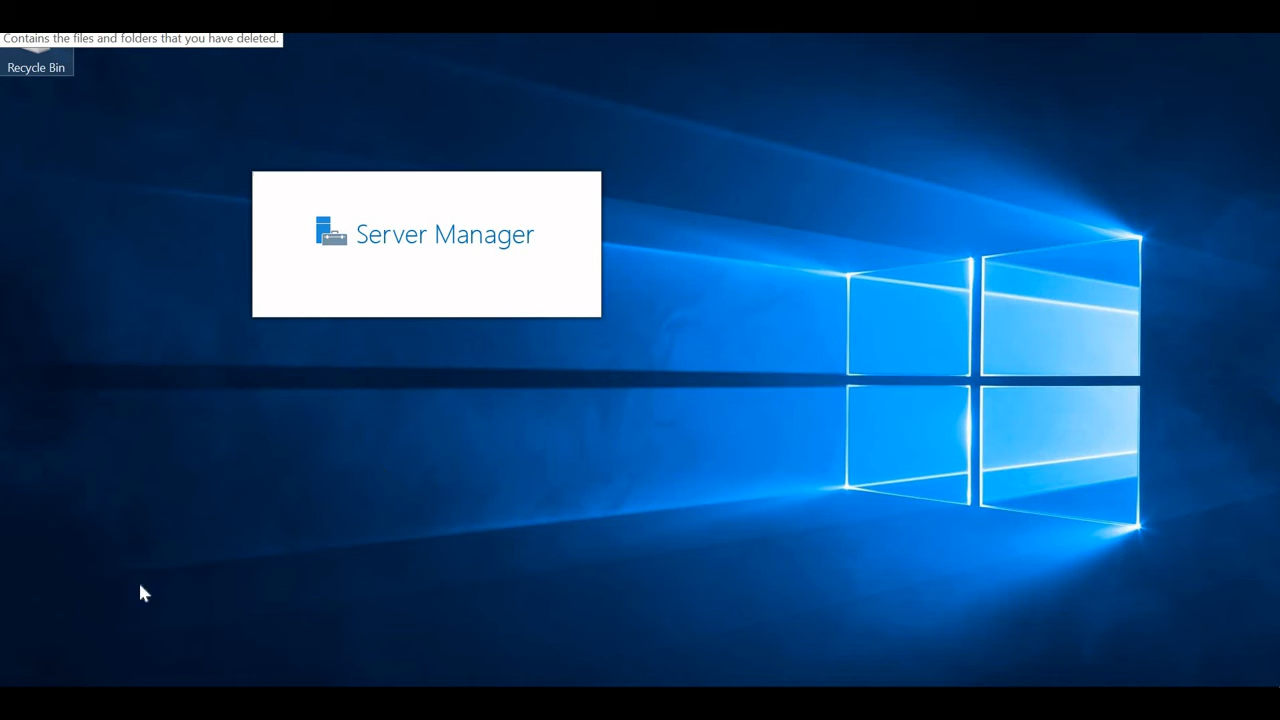 Contains the files and folders that you have deleted.
Recycle Bin
Server Manager